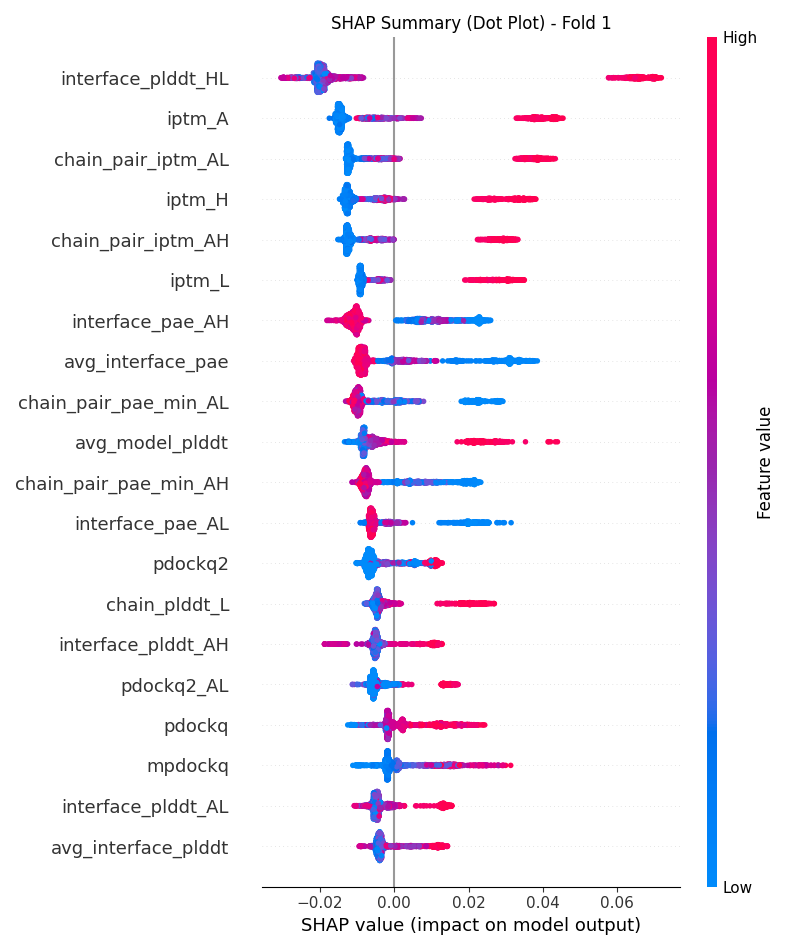 SHAP Summary (Dot Plot) - Fold 1
High
interface_plddt_HL
iptm_A
chain_pair_iptm_AL
iptm_H
chain_pair_iptm_AH
iptm_L
interface_pae_AH
avg_interface_pae
chain_pair_pae_min_AL
avg_model_plddt
chain_pair_pae_min_AH
interface_pae_AL
pdockq2
chain_plddt_L
interface_plddt_AH
pdockq2_AL
pdockq
mpdockq
interface_plddt_AL
avg_interface_plddt
Feature value
Low
−0.02 0.00 0.02 0.04 0.06
SHAP value (impact on model output)